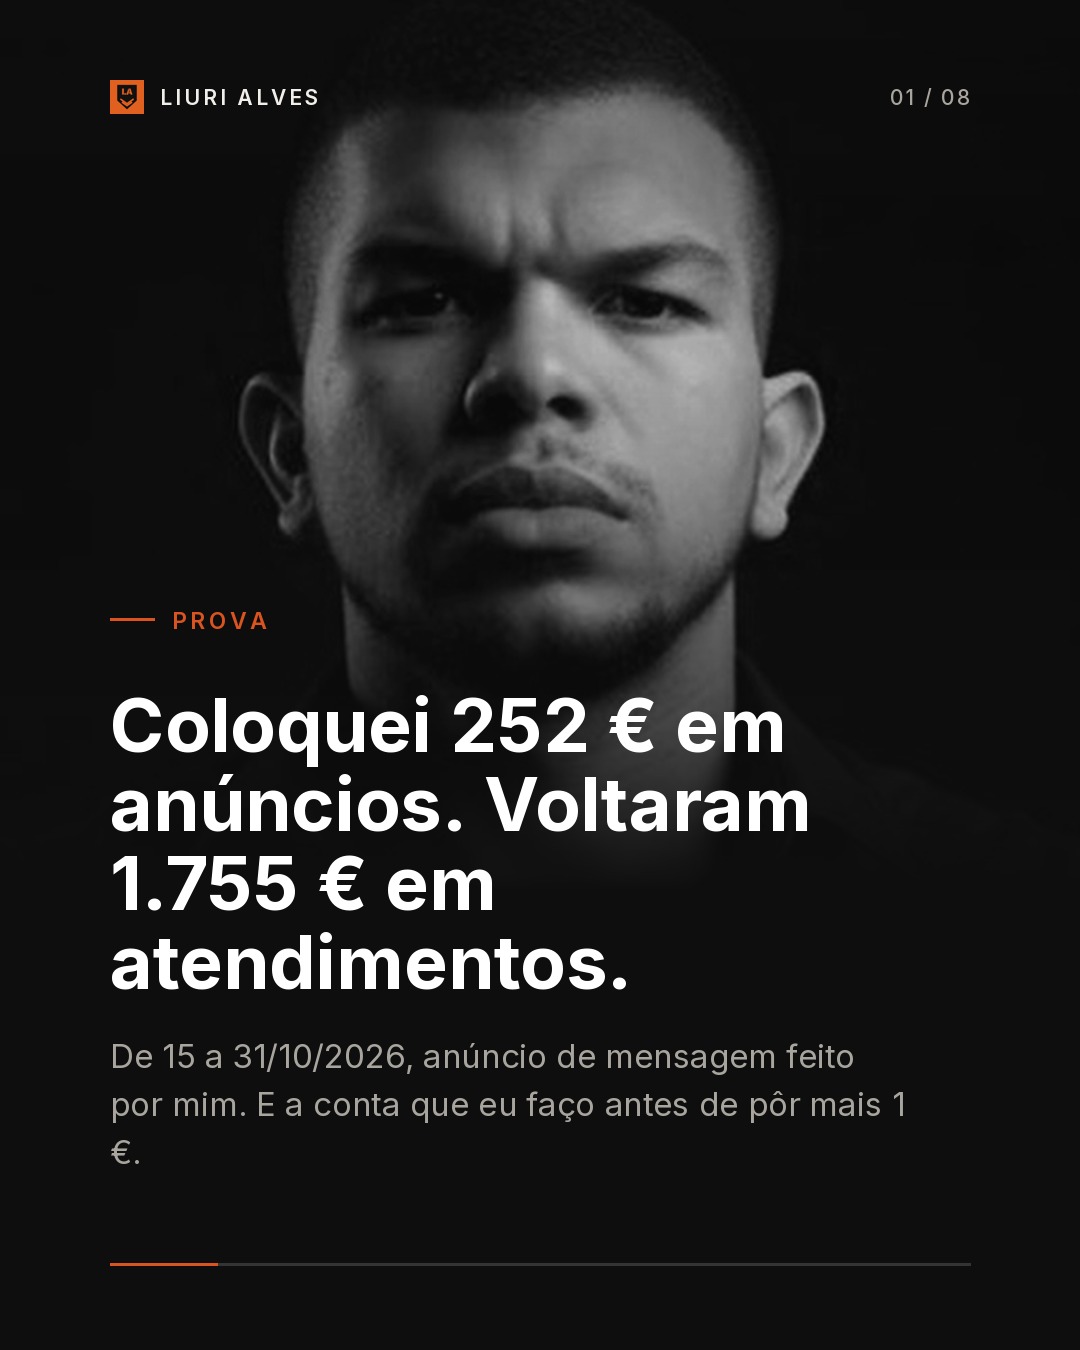 LA
LIURI ALVES
01 / 08
PROVA
Coloquei 252 € em
anúncios. Voltaram
1.755 € em
atendimentos.
De 15 a 31/10/2026, anúncio de mensagem feito
por mim. E a conta que eu faço antes de pôr mais 1
€.